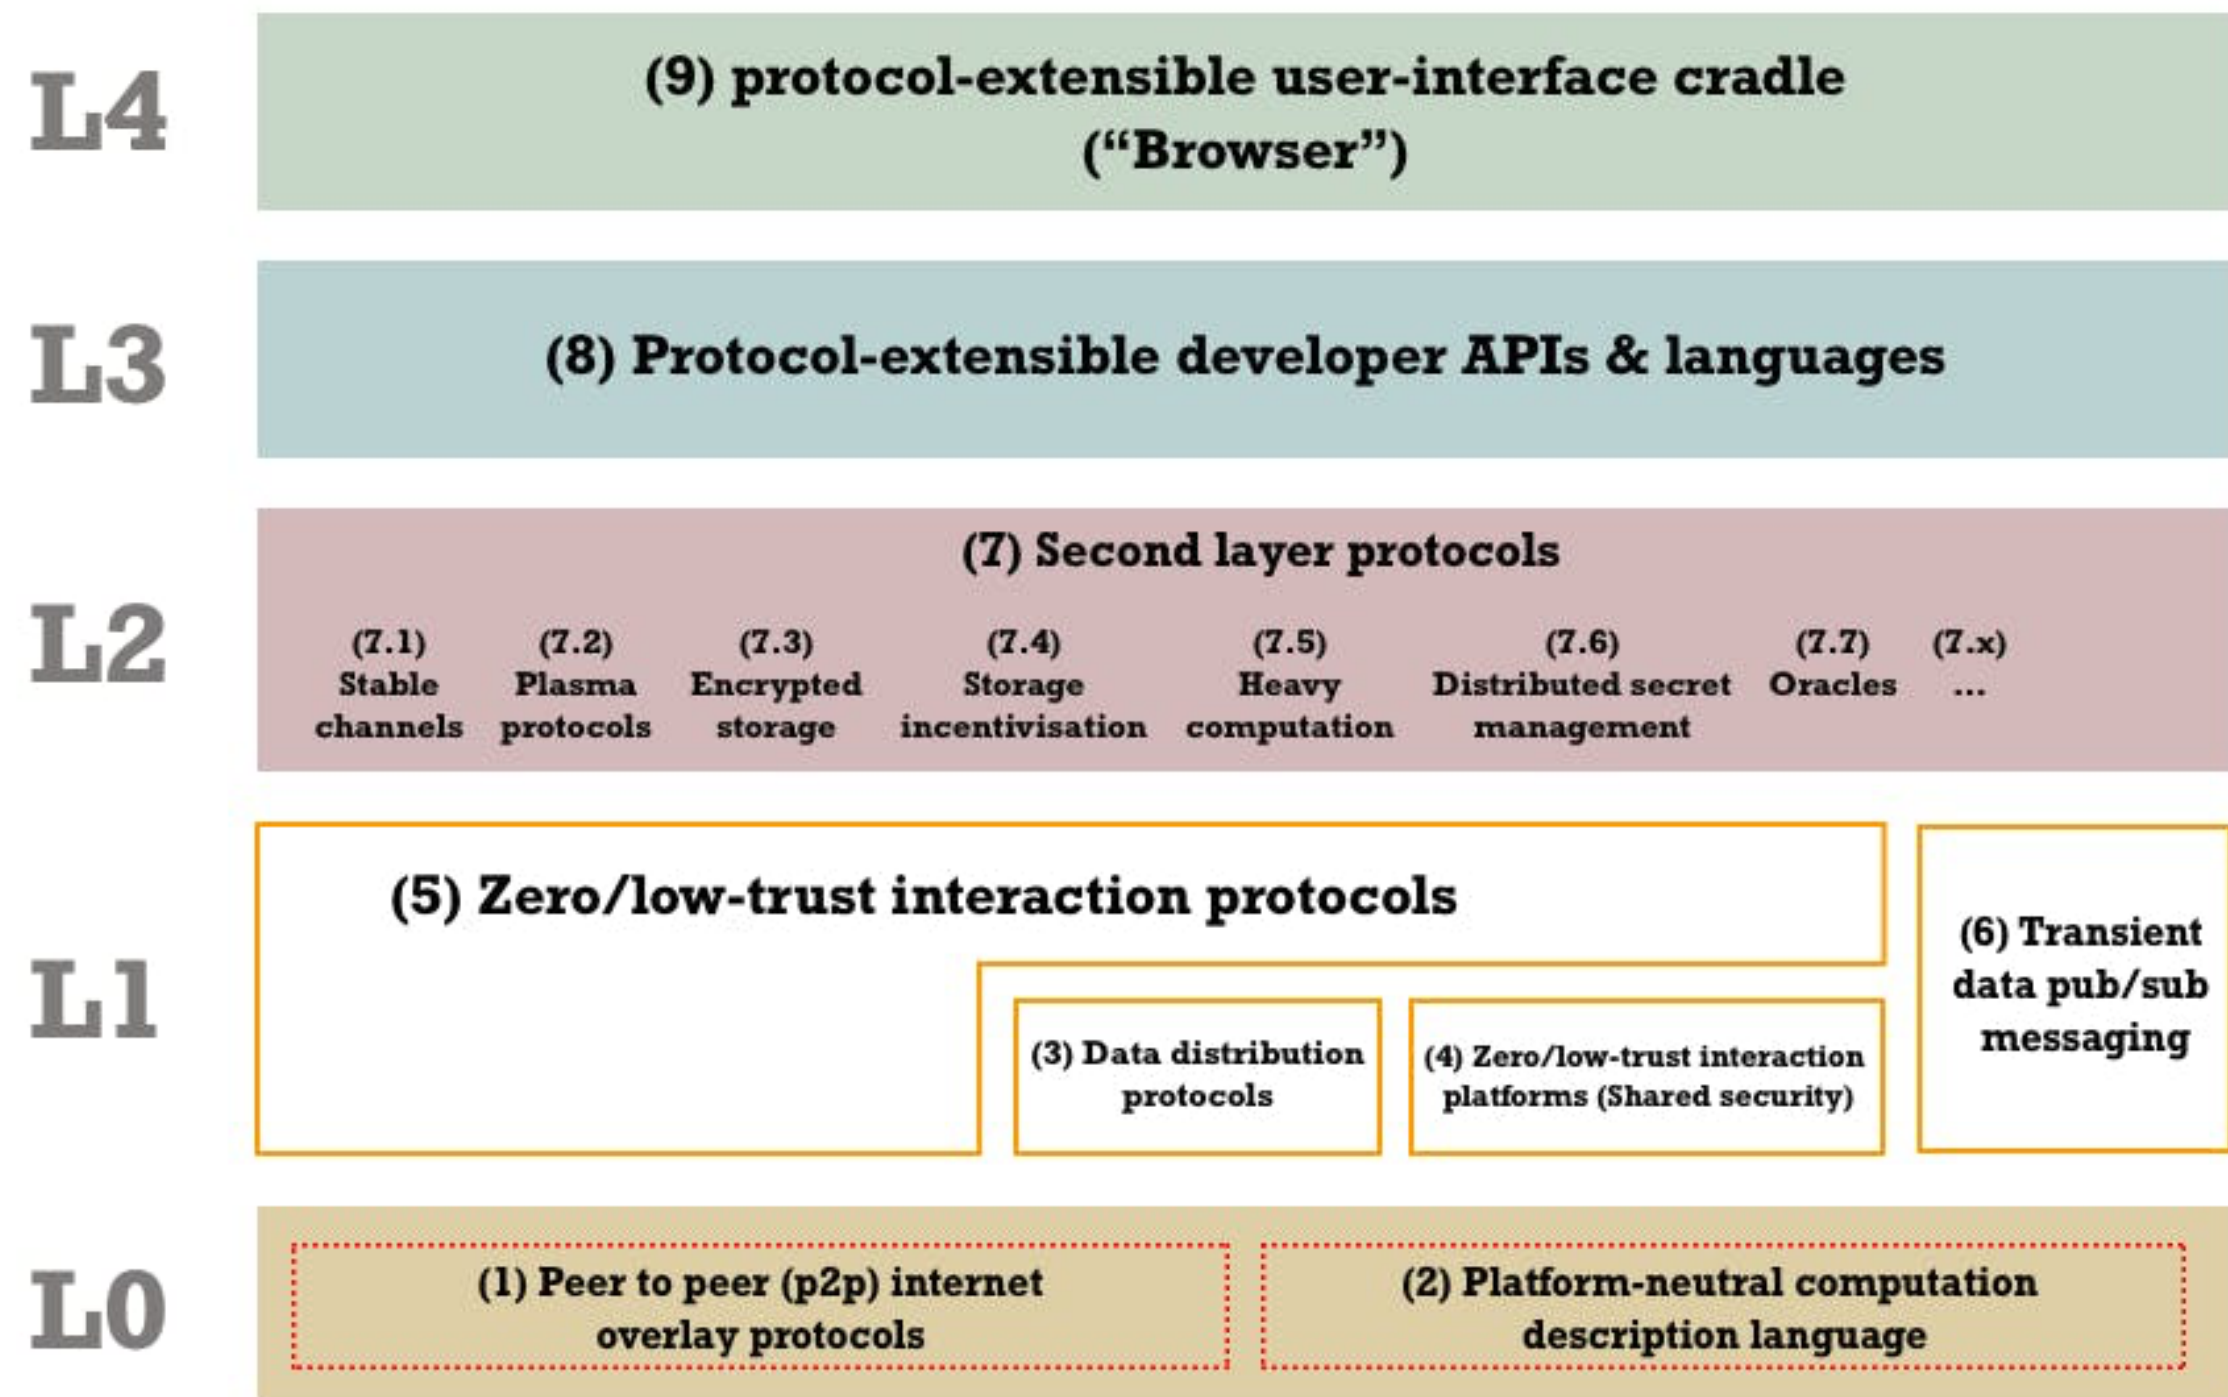 L4
(9) protocol-extensible user-interface cradle
(“Browser”)
L3
(8) Protocol-extensible developer APIs & languages
L2
(7) Second layer protocols
(7.1)
Stable
channels
(7.2)
Plasma
protocols
(7.3)
Encrypted
storage
(7.4)
Storage
incentivisation
(7.5)
Heavy
computation
(7.6)
Distributed secret
management
(7.7)
Oracles
(7.x)
...
L1
(5) Zero/low-trust interaction protocols
(3) Data distribution
protocols
(4) Zero/low-trust interaction
platforms (Shared security)
(6) Transient
data pub/sub
messaging
L0
(1) Peer to peer (p2p) internet
overlay protocols
(2) Platform-neutral computation
description language